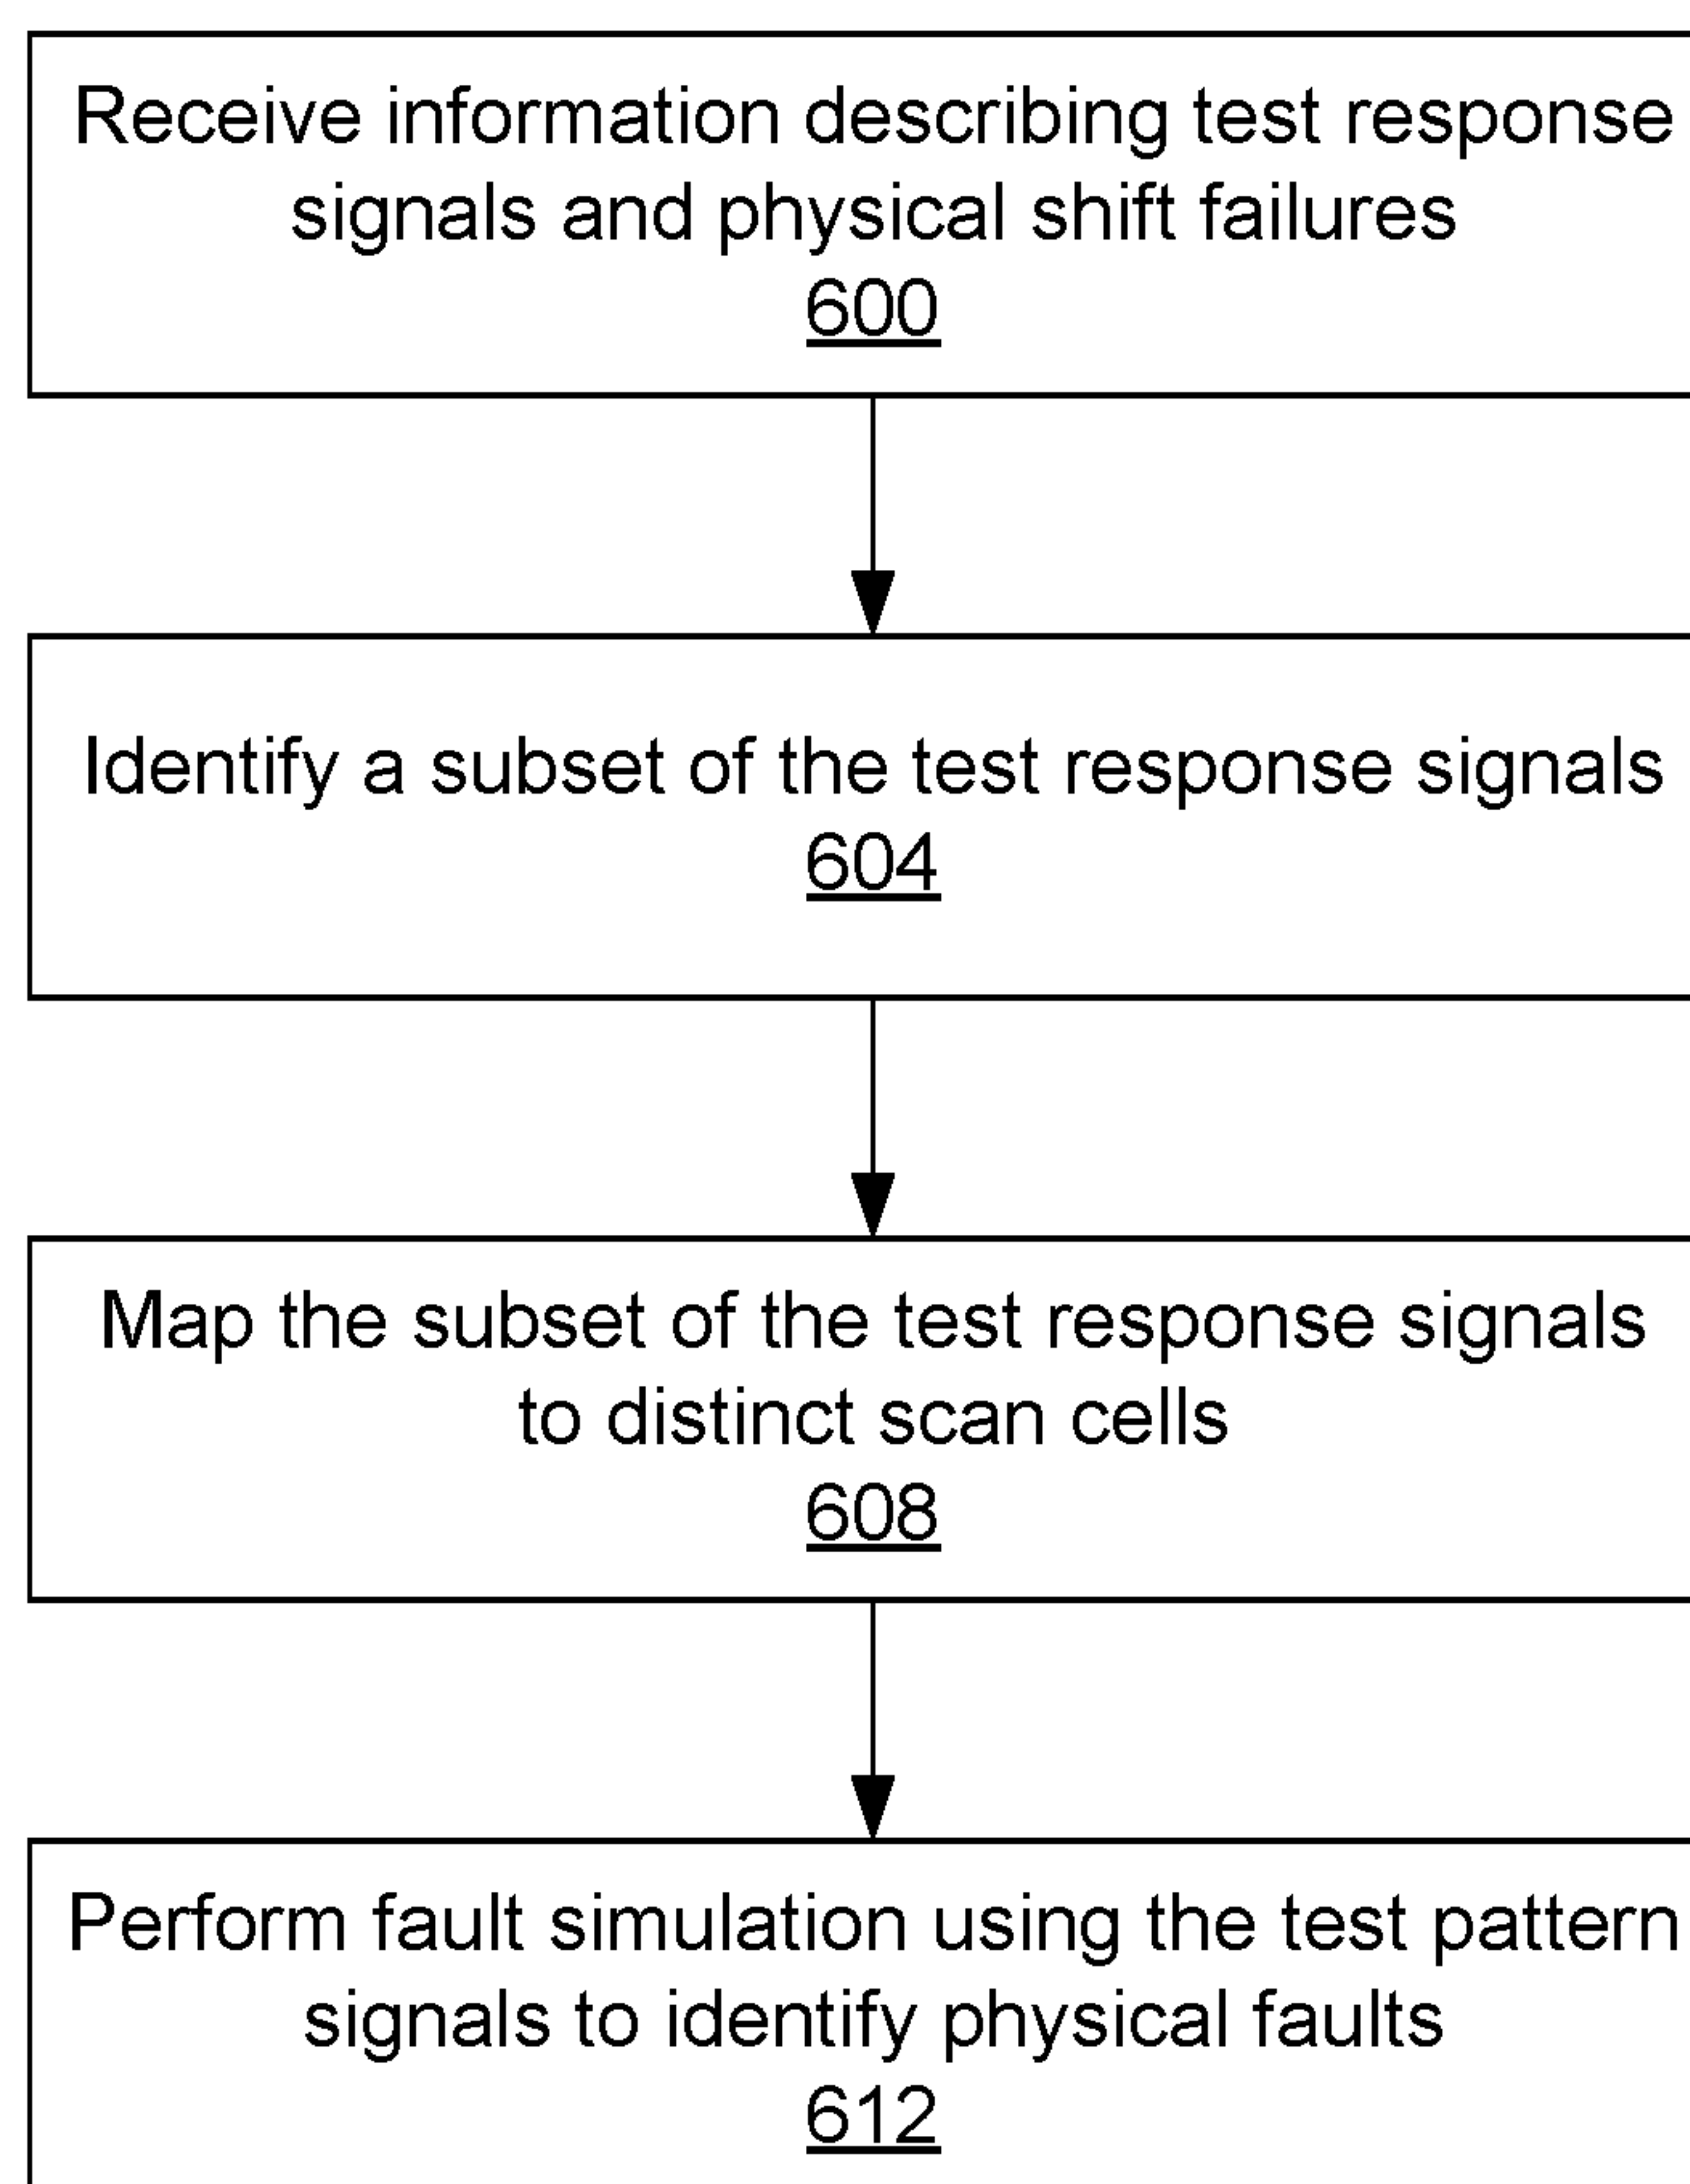 Receive information describing test response
signals and physical shift failures
600
Identify a subset of the test response signals
604
Map the subset of the test response signals
to distinct scan cells
608
Perform fault simulation using the test pattern
signals to identify physical faults
612